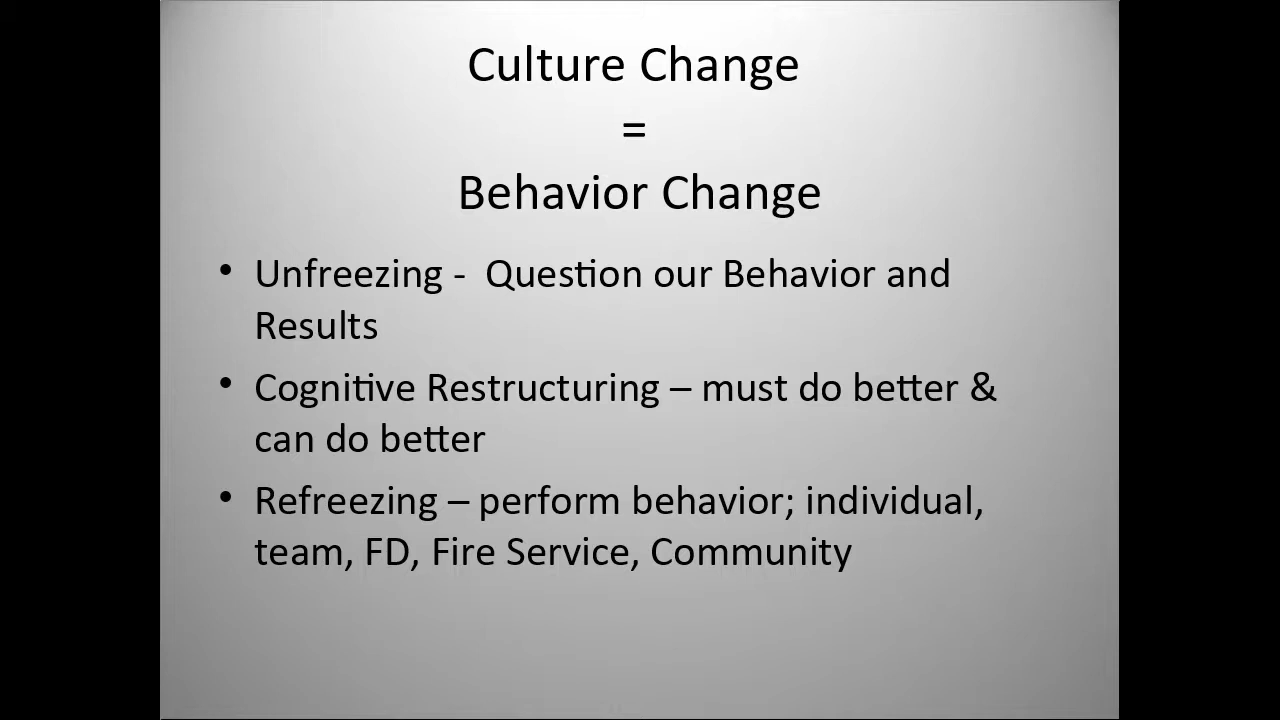 Culture Change
=
Behavior Change
• Unfreezing -  Question our Behavior and
Results
• Cognitive Restructuring – must do better &
can do better
• Refreezing – perform behavior; individual,
team, FD, Fire Service, Community